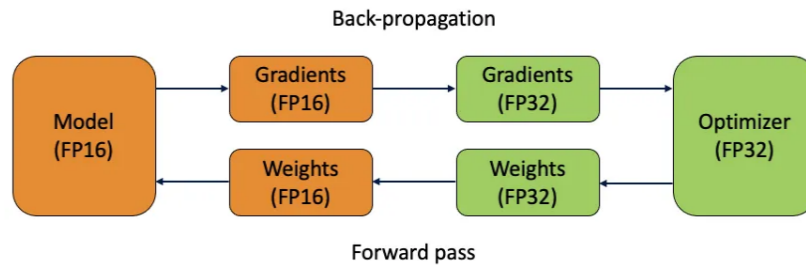 Back-propagation
Model
(FP16)
Gradients
(FP16)
Gradients
(FP32)
Optimizer
(FP32)
Weights
(FP16)
Weights
(FP32)
Forward pass